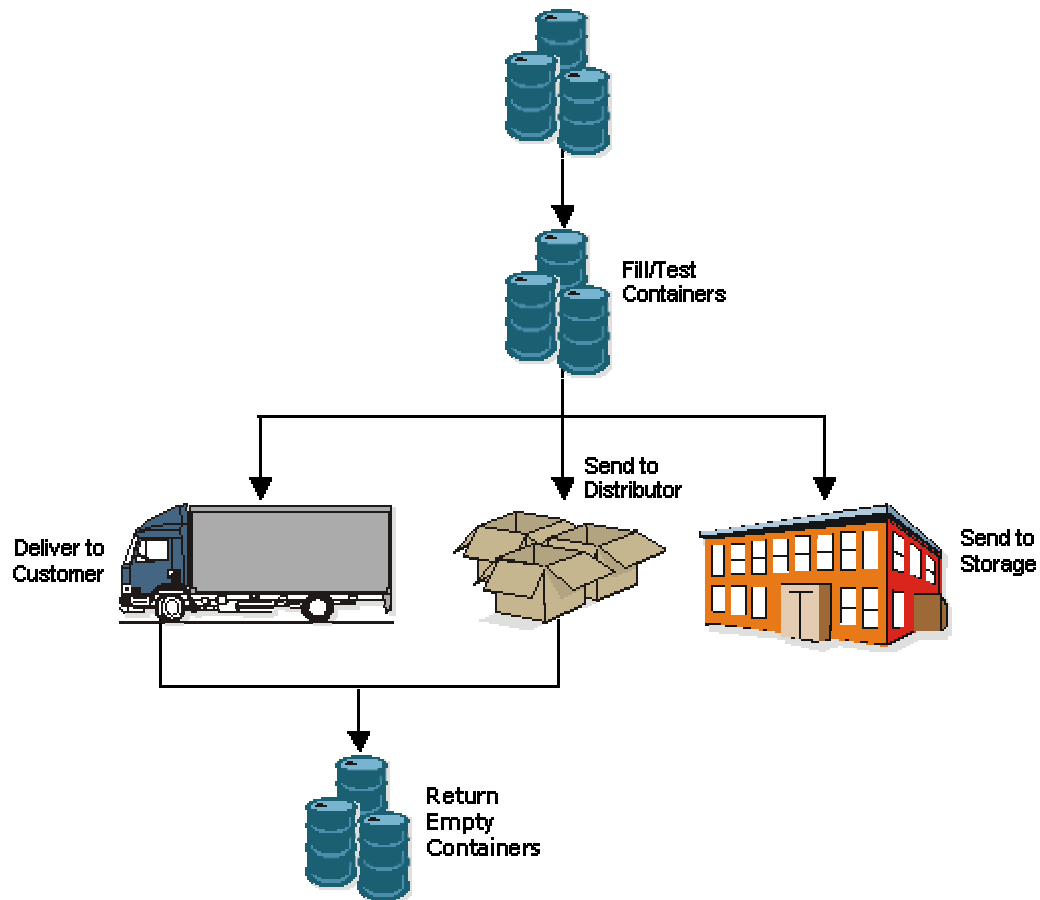 Fill/Test
Containers
Send to
Distributor
Deliver to
Customer
Send to
Storage
Return
Empty
Containers